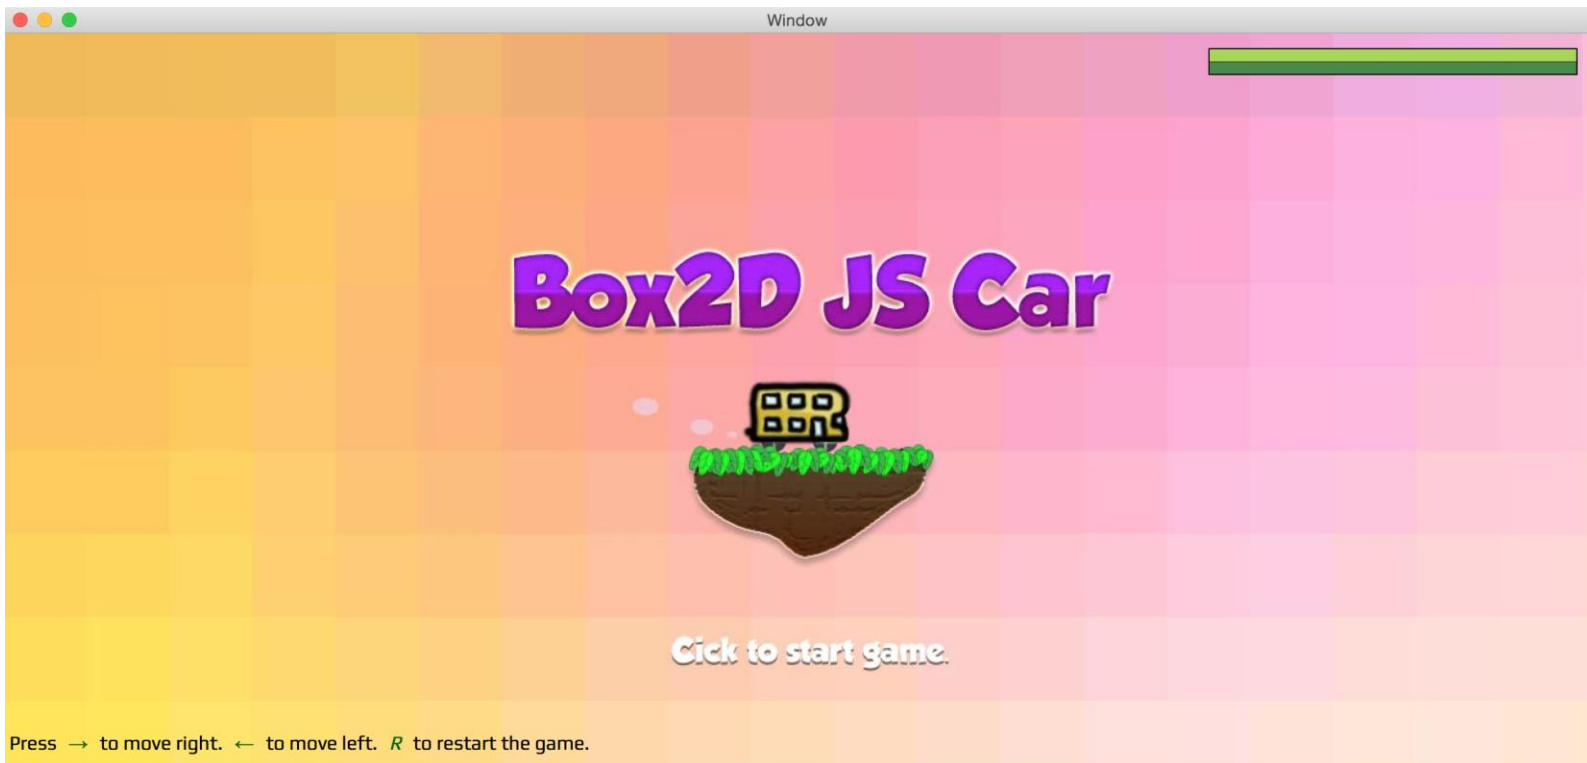 Window
Box2D JS Car
Cick to start game.
Press → to move right. ← to move left. R to restart the game.